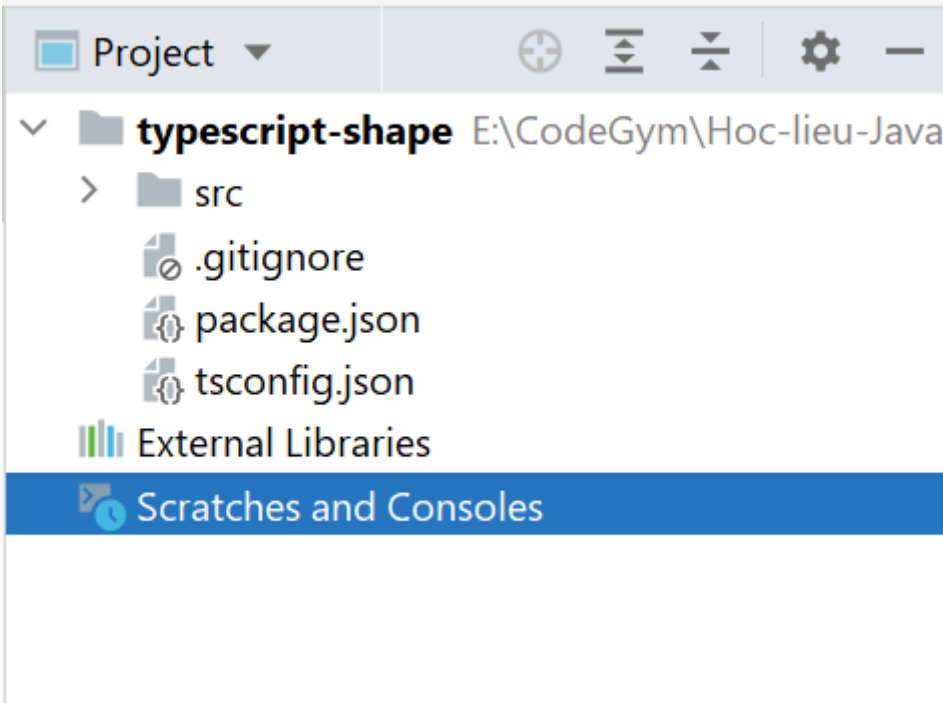 Project
typescript-shape E:\CodeGym\Hoc-lieu-Java
src
.gitignore
package.json
tsconfig.json
External Libraries
Scratches and Consoles